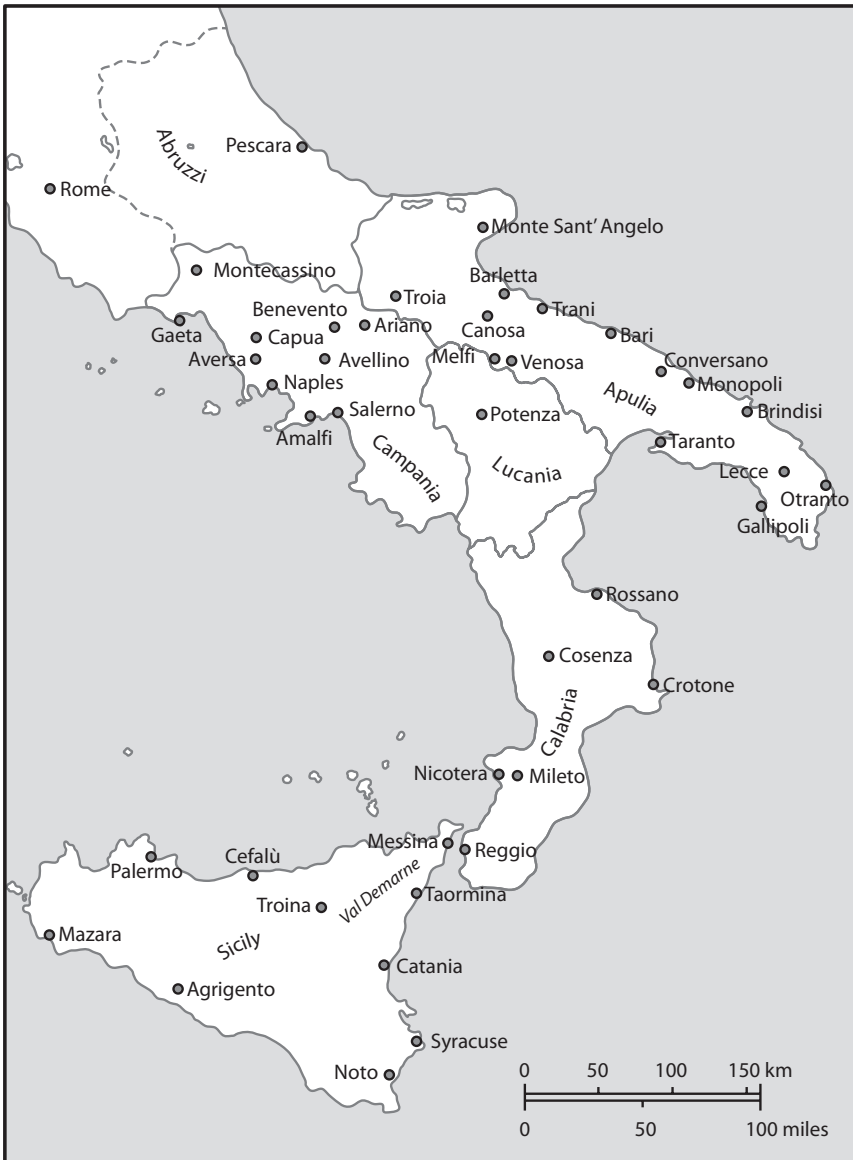 Pescara
Abruzzi
Rome
Monte Sant’ Angelo
Montecassino
Barletta
Troia
Trani
Benevento
Ariano
Gaeta
Capua
Canosa
Bari
Aversa
Avellino
Melfi
Venosa
Conversano
Naples
Monopoli
Apulia
Salerno
Potenza
Brindisi
Amalfi
Taranto
Campania
Lucania
Lecce
Otranto
Gallipoli
Rossano
Cosenza
Crotone
Calabria
Nicotera
Mileto
Messina
Reggio
Palermo
Cefalù
Val Demarne
Taormina
Troina
Mazara
Sicily
Catania
Agrigento
Syracuse
Noto
0 50 100 150 km
0 50 100 miles